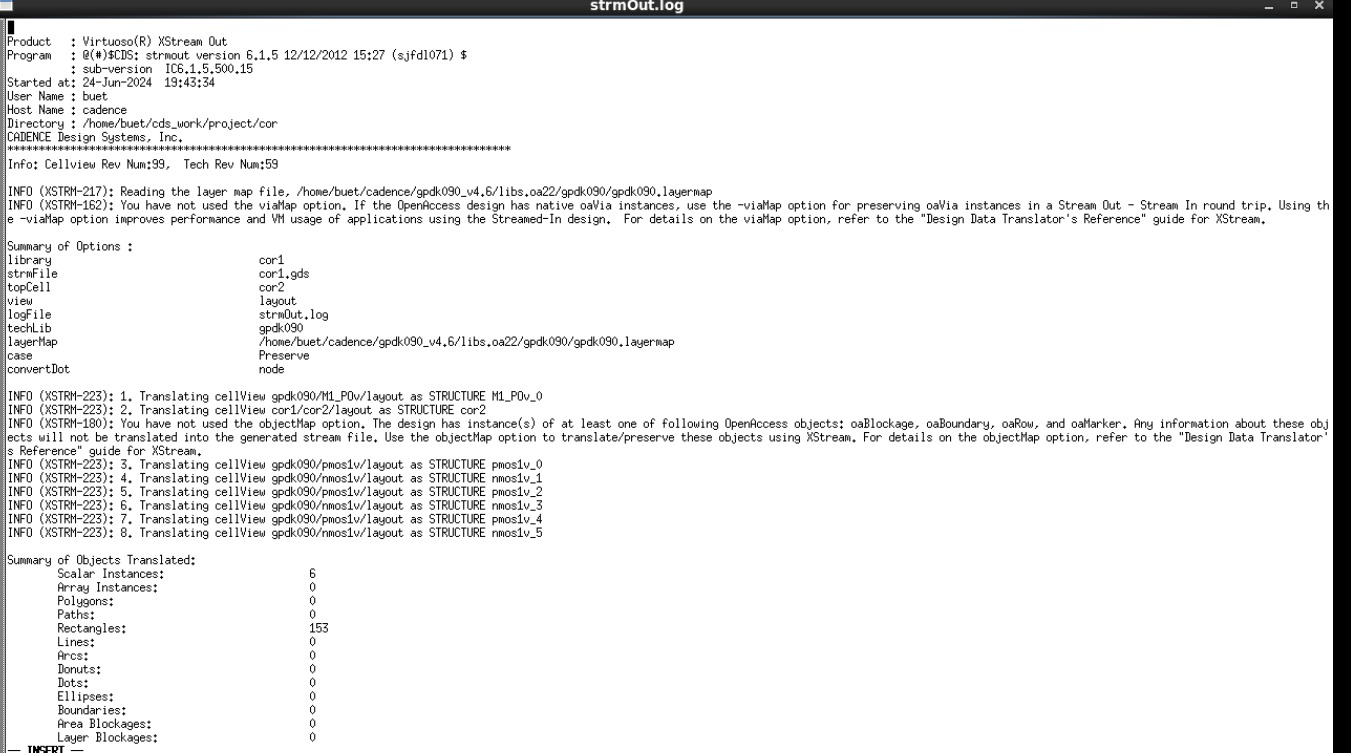 strmOut.log
Product : Virtuoso(R) XStream Out
Program : @(#)$CDS: strmout version 6.1.5 12/12/2012 15:27 (sjfdl071) $
: sub-version IC6.1.5.500.15
Started at: 24-Jun-2024 19:43:34
User Name : buet
Host Name : cadence
Directory : /home/buet/cds_work/project/cor
CADENCE Design Systems, Inc.
********************************************************************************
Info: Cellview Rev Num:99, Tech Rev Num:59
INFO (XSTRM-217): Reading the layer map file, /home/buet/cadence/gpdk090_v4.6/libs.oa22/gpdk090/gpdk090.layermap
INFO (XSTRM-162): You have not used the viaMap option. If the OpenAccess design has native oaVia instances, use the -viaMap option for preserving oaVia instances in a Stream Out - Stream In round trip. Using th
e -viaMap option improves performance and VM usage of applications using the Streamed-In design. For details on the viaMap option, refer to the "Design Data Translator's Reference" guide for XStream.
Summary of Options :
library cor1
strmFile cor1.gds
topCell cor2
view layout
logFile strmOut.log
techLib gpdk090
layerMap /home/buet/cadence/gpdk090_v4.6/libs.oa22/gpdk090/gpdk090.layermap
case Preserve
convertDot node
INFO (XSTRM-223): 1. Translating cellView gpdk090/M1_POv/layout as STRUCTURE M1_POv_0
INFO (XSTRM-223): 2. Translating cellView cor1/cor2/layout as STRUCTURE cor2
INFO (XSTRM-180): You have not used the objectMap option. The design has instance(s) of at least one of following OpenAccess objects: oaBlockage, oaBoundary, oaRow, and oaMarker. Any information about these obj
ects will not be translated into the generated stream file. Use the objectMap option to translate/preserve these objects using XStream. For details on the objectMap option, refer to the "Design Data Translator'
s Reference" guide for XStream.
INFO (XSTRM-223): 3. Translating cellView gpdk090/pmos1v/layout as STRUCTURE pmos1v_0
INFO (XSTRM-223): 4. Translating cellView gpdk090/nmos1v/layout as STRUCTURE nmos1v_1
INFO (XSTRM-223): 5. Translating cellView gpdk090/pmos1v/layout as STRUCTURE pmos1v_2
INFO (XSTRM-223): 6. Translating cellView gpdk090/nmos1v/layout as STRUCTURE nmos1v_3
INFO (XSTRM-223): 7. Translating cellView gpdk090/pmos1v/layout as STRUCTURE pmos1v_4
INFO (XSTRM-223): 8. Translating cellView gpdk090/nmos1v/layout as STRUCTURE nmos1v_5
Summary of Objects Translated:
Scalar Instances: 6
Array Instances: 0
Polygons: 0
Paths: 0
Rectangles: 153
Lines: 0
Arcs: 0
Donuts: 0
Dots: 0
Ellipses: 0
Boundaries: 0
Area Blockages: 0
Layer Blockages: 0
-- INSERT --